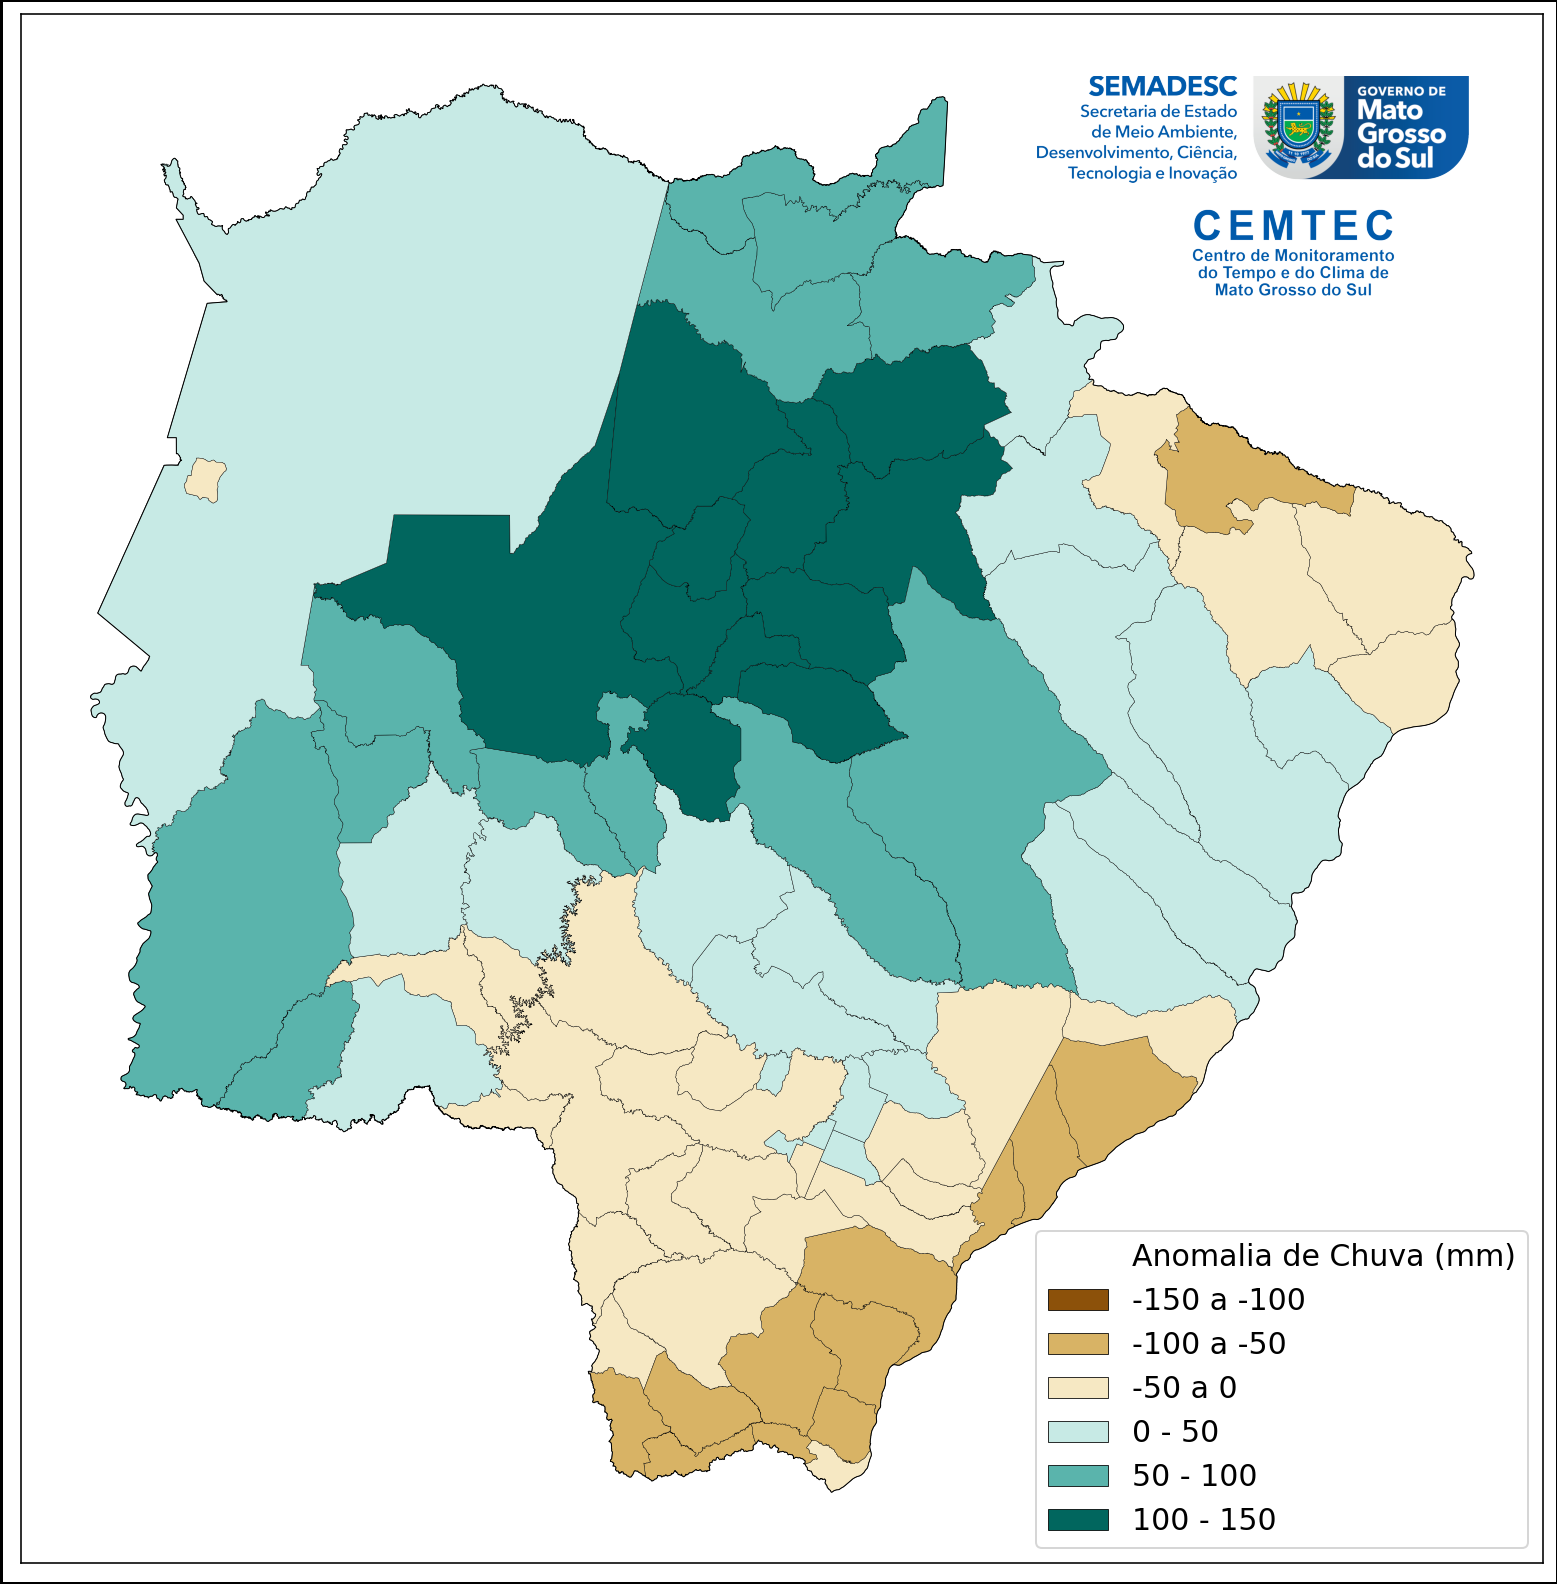 SEMADESC
Secretaria de Estado
de Meio Ambiente,
Desenvolvimento, Ciência,
Tecnologia e Inovação
GOVERNO DE
Mato
Grosso
do Sul
CEMTEC
Centro de Monitoramento
do Tempo e do Clima de
Mato Grosso do Sul
Anomalia de Chuva (mm)
-150 a -100
-100 a -50
-50 a 0
0 - 50
50 - 100
100 - 150